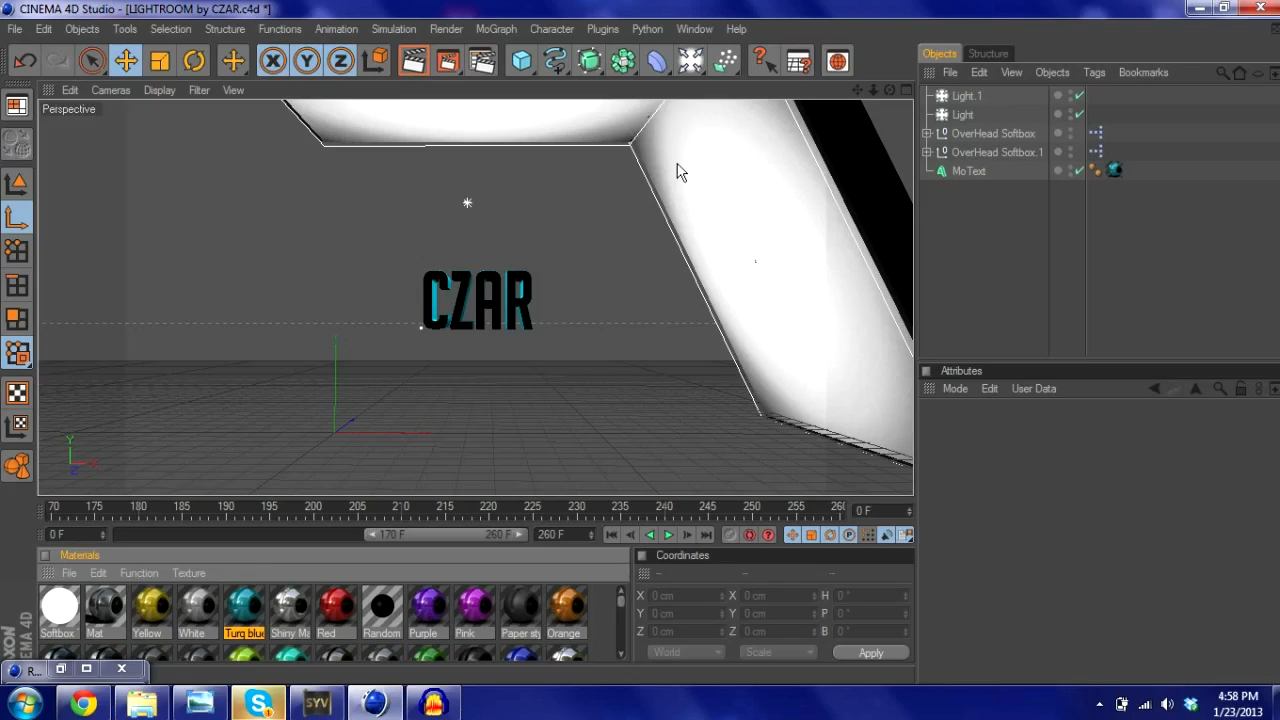 CINEMA 4D Studio - [LIGHTROOM by CZAR.c4d *]
File Edit Objects Tools Selection Structure Functions Animation Simulation Render MoGraph Character Plugins Python Window Help
X Y Z
Objects Structure
File Edit View Objects Tags Bookmarks
Edit Cameras Display Filter View
Perspective
Light.1
Light
OverHead Softbox
OverHead Softbox.1
MoText
CZAR
Y
X
Z
Attributes
Mode Edit User Data
70 175 180 185 190 195 200 205 210 215 220 225 230 236 240 245 250 255 260
0 F
0 F 170 F 260 F 260 F
Materials
File Edit Function Texture
Softbox Mat Yellow White Turq blue Shiny Ma Red Random Purple Pink Paper sty Orange
Coordinates
-- -- --
X 0 cm X 0 cm H 0 °
Y 0 cm Y 0 cm P 0 °
Z 0 cm Z 0 cm B 0 °
World Scale Apply
R...
SYV
4:58 PM
1/23/2013